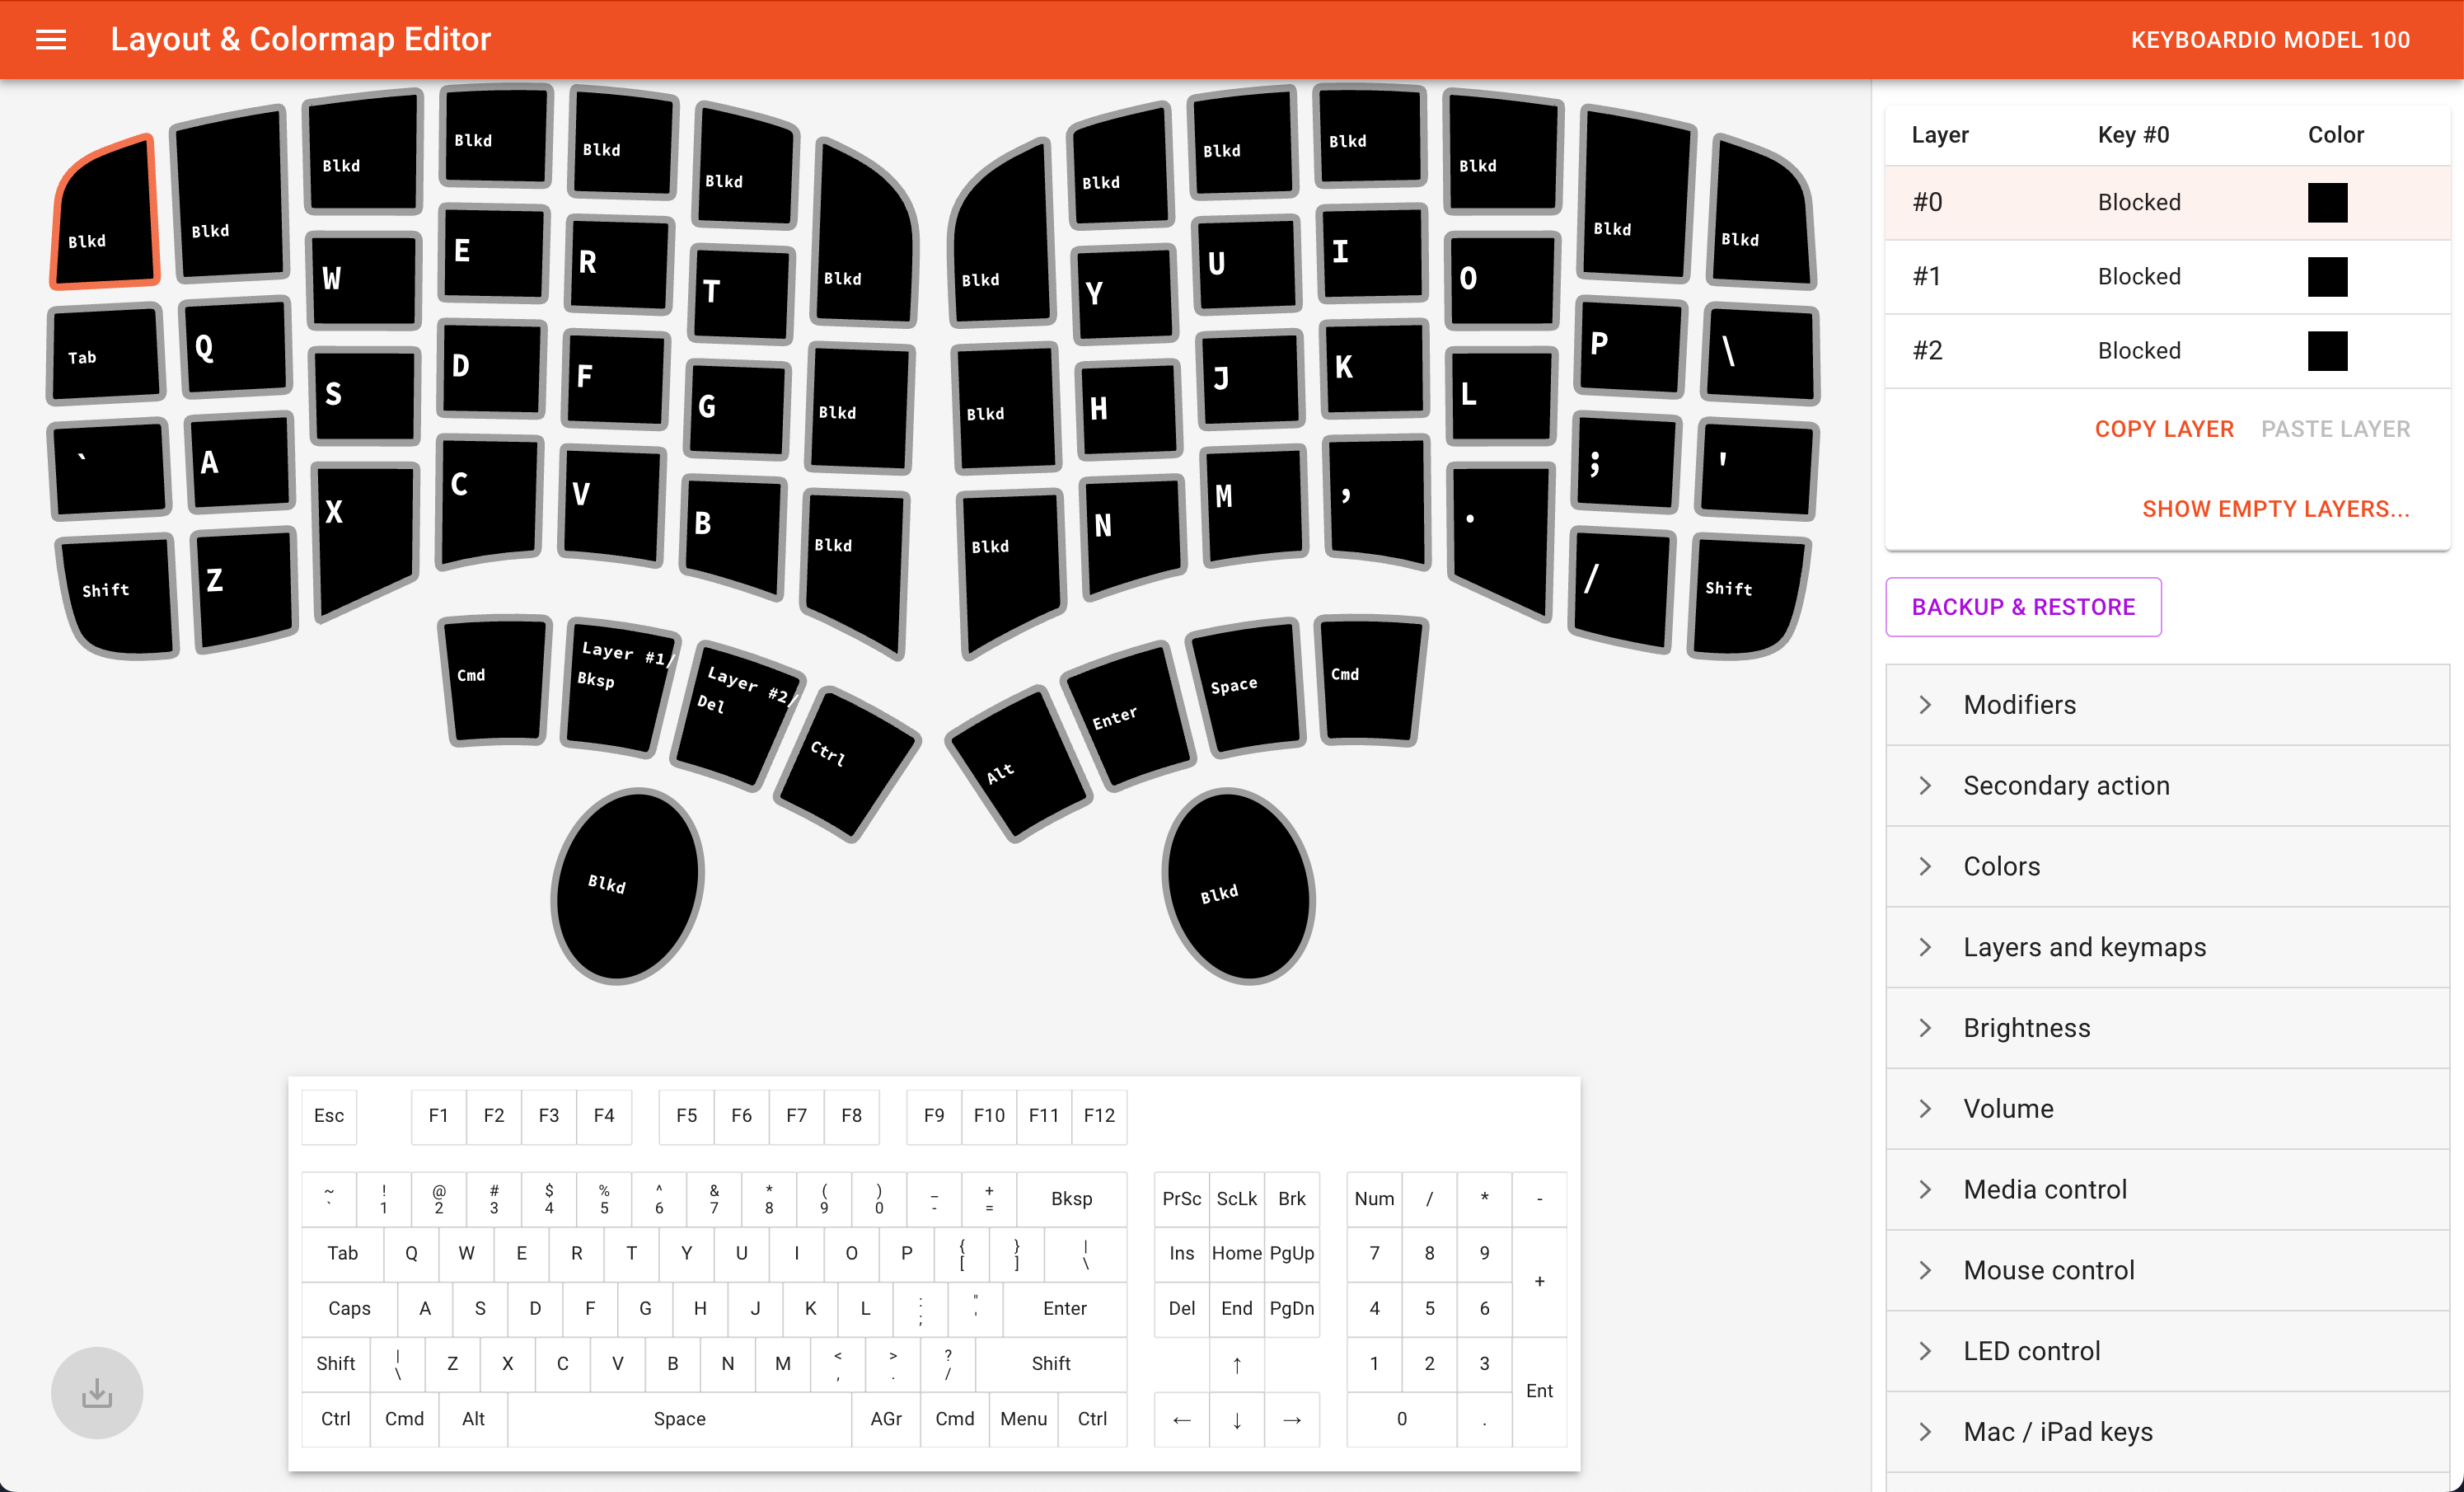 Layout & Colormap Editor
KEYBOARDIO MODEL 100
Blkd Blkd Blkd Blkd Blkd Blkd Blkd
Blkd Blkd Blkd Blkd Blkd Blkd Blkd
Tab Q W E R T
Y U I O P \
` A S D F G Blkd
Blkd H J K L ; '
Shift Z X C V B Blkd
Blkd N M , . / Shift
Cmd
Layer #1/
Bksp
Layer #2/
Del
Ctrl
Alt
Enter
Space
Cmd
Blkd
Blkd
Layer Key #0 Color
#0 Blocked
#1 Blocked
#2 Blocked
COPY LAYER PASTE LAYER
SHOW EMPTY LAYERS...
BACKUP & RESTORE
Modifiers
Secondary action
Colors
Layers and keymaps
Brightness
Volume
Media control
Mouse control
LED control
Mac / iPad keys
Esc F1 F2 F3 F4 F5 F6 F7 F8 F9 F10 F11 F12
~ ! @ # $ % ^ & * ( ) _ +
` 1 2 3 4 5 6 7 8 9 0 - = Bksp PrSc ScLk Brk Num / * -
Tab Q W E R T Y U I O P { [ } ] | \ Ins Home PgUp 7 8 9 +
Caps A S D F G H J K L : ; " ' Enter Del End PgDn 4 5 6
Shift | \ Z X C V B N M < , > . ? / Shift ↑ 1 2 3 Ent
Ctrl Cmd Alt Space AGr Cmd Menu Ctrl ← ↓ → 0 .